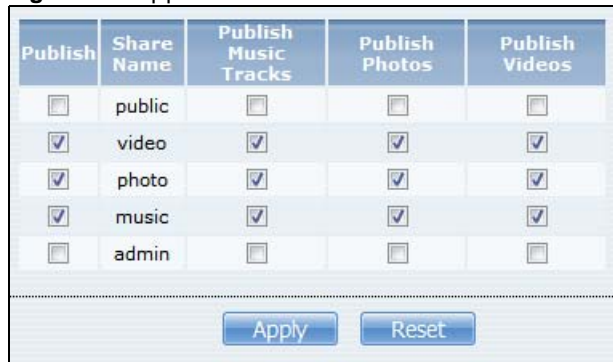 Publish Share Name Publish Music Tracks Publish Photos Publish Videos
public
video
photo
music
admin
Apply Reset